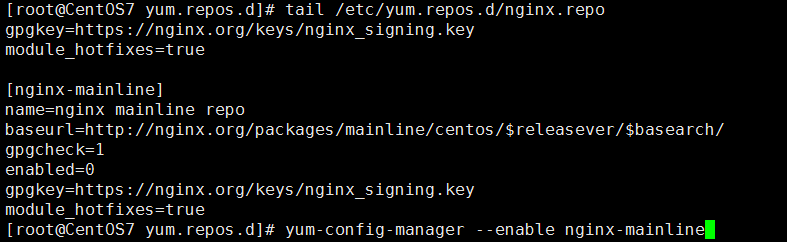 [root@CentOS7 yum.repos.d]# tail /etc/yum.repos.d/nginx.repo
gpgkey=https://nginx.org/keys/nginx_signing.key
module_hotfixes=true

[nginx-mainline]
name=nginx mainline repo
baseurl=http://nginx.org/packages/mainline/centos/$releasever/$basearch/
gpgcheck=1
enabled=0
gpgkey=https://nginx.org/keys/nginx_signing.key
module_hotfixes=true
[root@CentOS7 yum.repos.d]# yum-config-manager --enable nginx-mainline